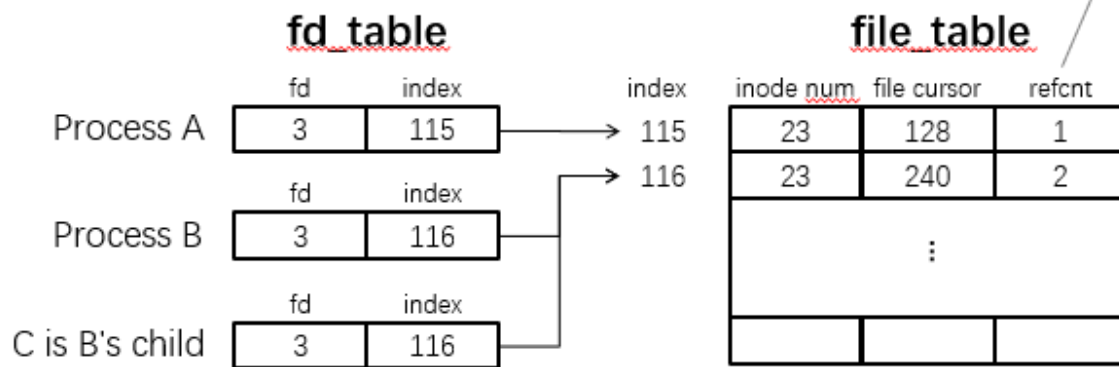 fd_table file_table
fd index index inode num file cursor refcnt
Process A 3 115 115 23 128 1
116 23 240 2
fd index
Process B 3 116
⋮
fd index
C is B's child 3 116